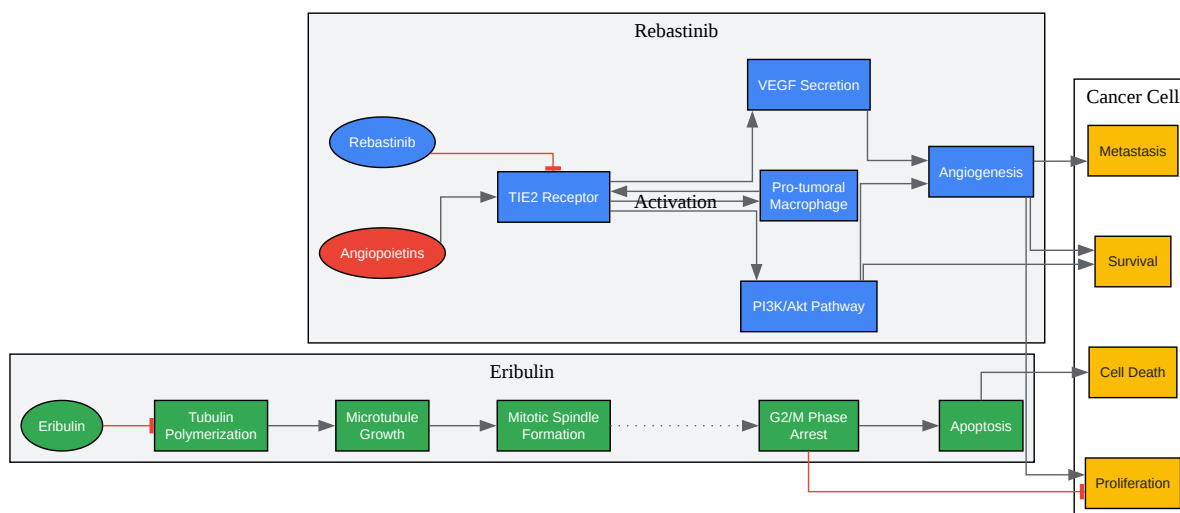 Rebastinib
VEGF Secretion
Cancer Cell
Rebastinib
Metastasis
Angiogenesis
TIE2 Receptor
Activation
Pro-tumoral
Macrophage
Angiopoietins
Survival
PI3K/Akt Pathway
Eribulin
Cell Death
Eribulin
Tubulin
Polymerization
Microtubule
Growth
Mitotic Spindle
Formation
G2/M Phase
Arrest
Apoptosis
Proliferation